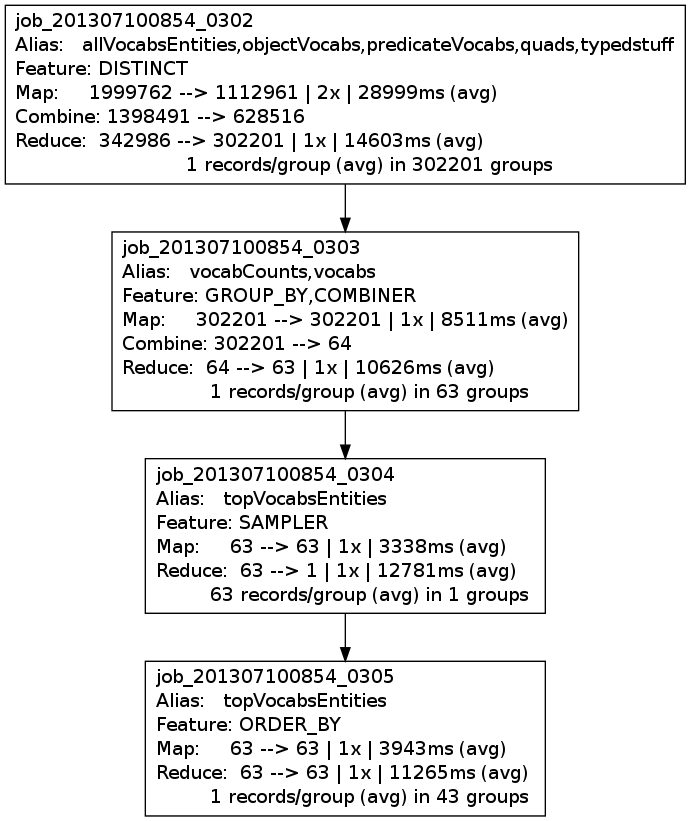 job_201307100854_0302
Alias: allVocabsEntities,objectVocabs,predicateVocabs,quads,typedstuff
Feature: DISTINCT
Map: 1999762 --> 1112961 | 2x | 28999ms (avg)
Combine: 1398491 --> 628516
Reduce: 342986 --> 302201 | 1x | 14603ms (avg)
1 records/group (avg) in 302201 groups
job_201307100854_0303
Alias: vocabCounts,vocabs
Feature: GROUP_BY,COMBINER
Map: 302201 --> 302201 | 1x | 8511ms (avg)
Combine: 302201 --> 64
Reduce: 64 --> 63 | 1x | 10626ms (avg)
1 records/group (avg) in 63 groups
job_201307100854_0304
Alias: topVocabsEntities
Feature: SAMPLER
Map: 63 --> 63 | 1x | 3338ms (avg)
Reduce: 63 --> 1 | 1x | 12781ms (avg)
63 records/group (avg) in 1 groups
job_201307100854_0305
Alias: topVocabsEntities
Feature: ORDER_BY
Map: 63 --> 63 | 1x | 3943ms (avg)
Reduce: 63 --> 63 | 1x | 11265ms (avg)
1 records/group (avg) in 43 groups